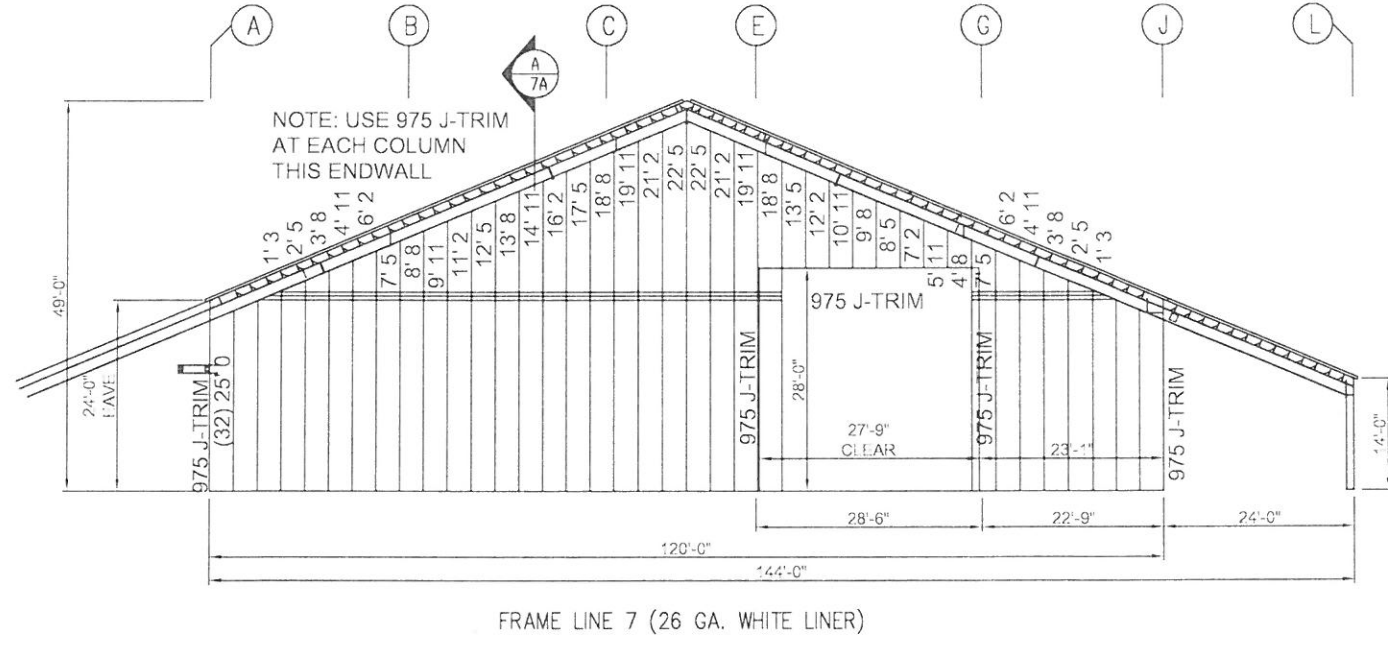 A
B
C
E
G
J
L
A
7A
NOTE: USE 975 J-TRIM
AT EACH COLUMN
THIS ENDWALL
1' 3
2' 5
3' 8
4' 11
6' 2
7' 5
8' 8
9' 11
11' 2
12' 5
13' 8
14' 11
16' 2
17' 5
18' 8
19' 11
21' 2
22' 5
22' 5
21' 2
19' 11
18' 8
13' 5
12' 2
10' 11
9' 8
8' 5
7' 2
5' 11
4' 8
7' 5
6' 2
4' 11
3' 8
2' 5
1' 3
49'-0"
24'-0"
EAVE
975 J-TRIM
(32) 25' 0
975 J-TRIM
975 J-TRIM
28'-0"
27'-9"
CLEAR
975 J-TRIM
23'-1"
975 J-TRIM
14'-0"
28'-6"
22'-9"
24'-0"
120'-0"
144'-0"
FRAME LINE 7 (26 GA. WHITE LINER)